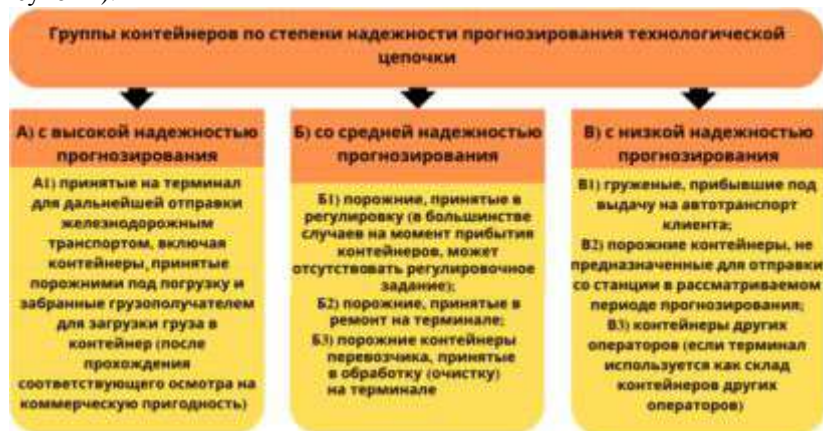 Группы контейнеров по степени надежности прогнозирования технологической
цепочки
А) с высокой надежностью
прогнозирования
А1) принятые на терминал
для дальнейшей отправки
железнодорожным
транспортом, включая
контейнеры, принятые
порожними под погрузку и
забранные грузополучателем
для загрузки груза в
контейнер (после
прохождения
соответствующего осмотра на
коммерческую пригодность)
Б) со средней надежностью
прогнозирования
Б1) порожние, принятые в
регулировку (в большинстве
случаев на момент прибытия
контейнеров, может
отсутствовать регулировочное
задание);
Б2) порожние, принятые в
ремонт на терминале;
Б3) порожние контейнеры
перевозчика, принятые
в обработку (очистку)
на терминале
В) с низкой надежностью
прогнозирования
В1) груженые, прибывшие под
выдачу на автотранспорт
клиента;
В2) порожние контейнеры, не
предназначенные для отправки
со станции в рассматриваемом
периоде прогнозирования;
В3) контейнеры других
операторов (если терминал
используется как склад
контейнеров других
операторов)